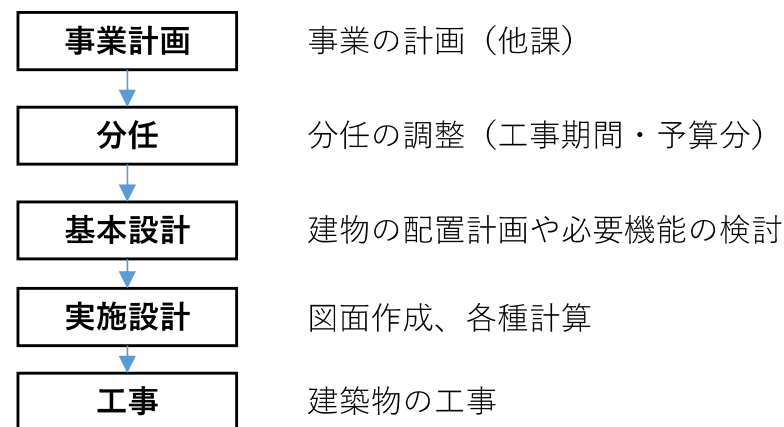 事業計画 事業の計画（他課）
分任 分任の調整（工事期間・予算分）
基本設計 建物の配置計画や必要機能の検討
実施設計 図面作成、各種計算
工事 建築物の工事